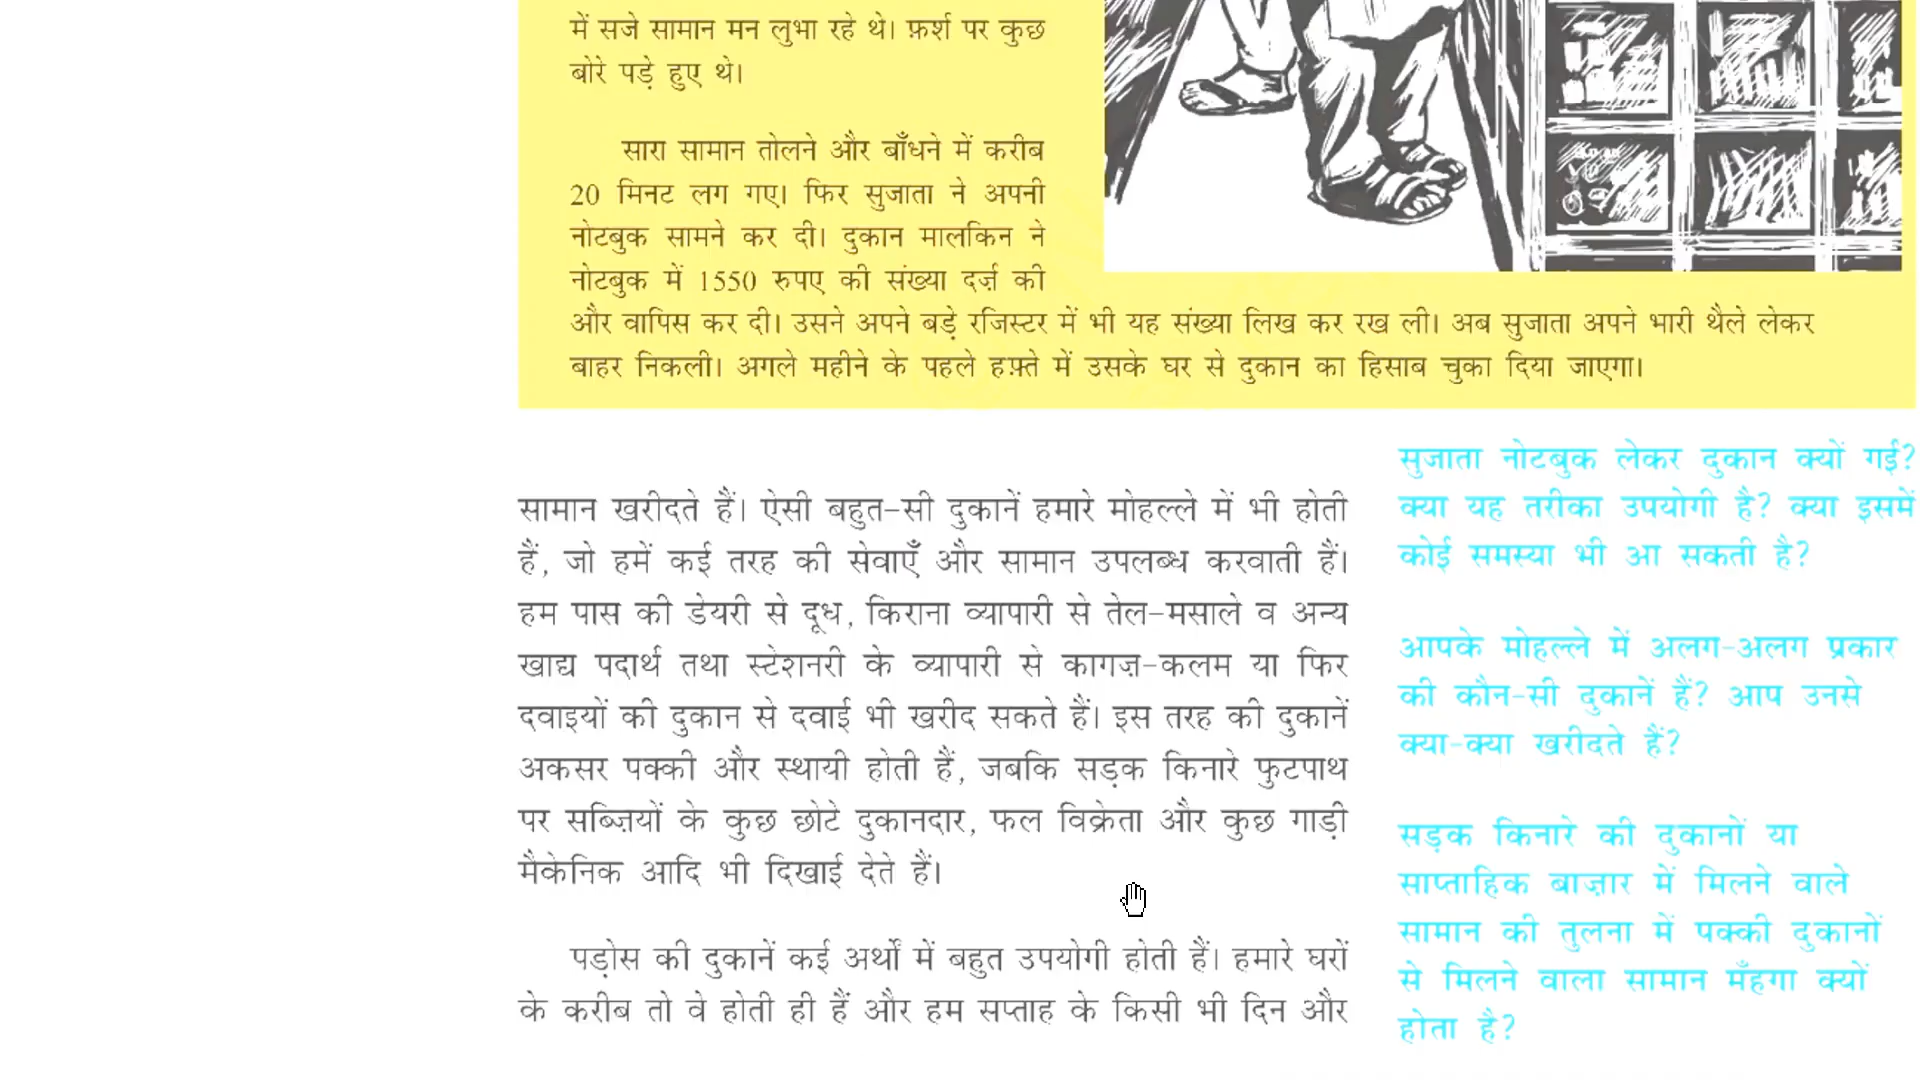 में सजे सामान मन लुभा रहे थे। फ़र्श पर कुछ
बोरे पड़े हुए थे।
सारा सामान तोलने और बाँधने में करीब
20 मिनट लग गए। फिर सुजाता ने अपनी
नोटबुक सामने कर दी। दुकान मालकिन ने
नोटबुक में 1550 रुपए की संख्या दर्ज़ की
और वापिस कर दी। उसने अपने बड़े रजिस्टर में भी यह संख्या लिख कर रख ली। अब सुजाता अपने भारी थैले लेकर
बाहर निकली। अगले महीने के पहले हफ़्ते में उसके घर से दुकान का हिसाब चुका दिया जाएगा।
सामान खरीदते हैं। ऐसी बहुत-सी दुकानें हमारे मोहल्ले में भी होती
हैं, जो हमें कई तरह की सेवाएँ और सामान उपलब्ध करवाती हैं।
हम पास की डेयरी से दूध, किराना व्यापारी से तेल-मसाले व अन्य
खाद्य पदार्थ तथा स्टेशनरी के व्यापारी से कागज़-कलम या फिर
दवाइयों की दुकान से दवाई भी खरीद सकते हैं। इस तरह की दुकानें
अकसर पक्की और स्थायी होती हैं, जबकि सड़क किनारे फुटपाथ
पर सब्ज़ियों के कुछ छोटे दुकानदार, फल विक्रेता और कुछ गाड़ी
मैकेनिक आदि भी दिखाई देते हैं।
पड़ोस की दुकानें कई अर्थों में बहुत उपयोगी होती हैं। हमारे घरों
के करीब तो वे होती ही हैं और हम सप्ताह के किसी भी दिन और
सुजाता नोटबुक लेकर दुकान क्यों गई?
क्या यह तरीका उपयोगी है? क्या इसमें
कोई समस्या भी आ सकती है?
आपके मोहल्ले में अलग-अलग प्रकार
की कौन-सी दुकानें हैं? आप उनसे
क्या-क्या खरीदते हैं?
सड़क किनारे की दुकानों या
साप्ताहिक बाज़ार में मिलने वाले
सामान की तुलना में पक्की दुकानों
से मिलने वाला सामान मँहगा क्यों
होता है?